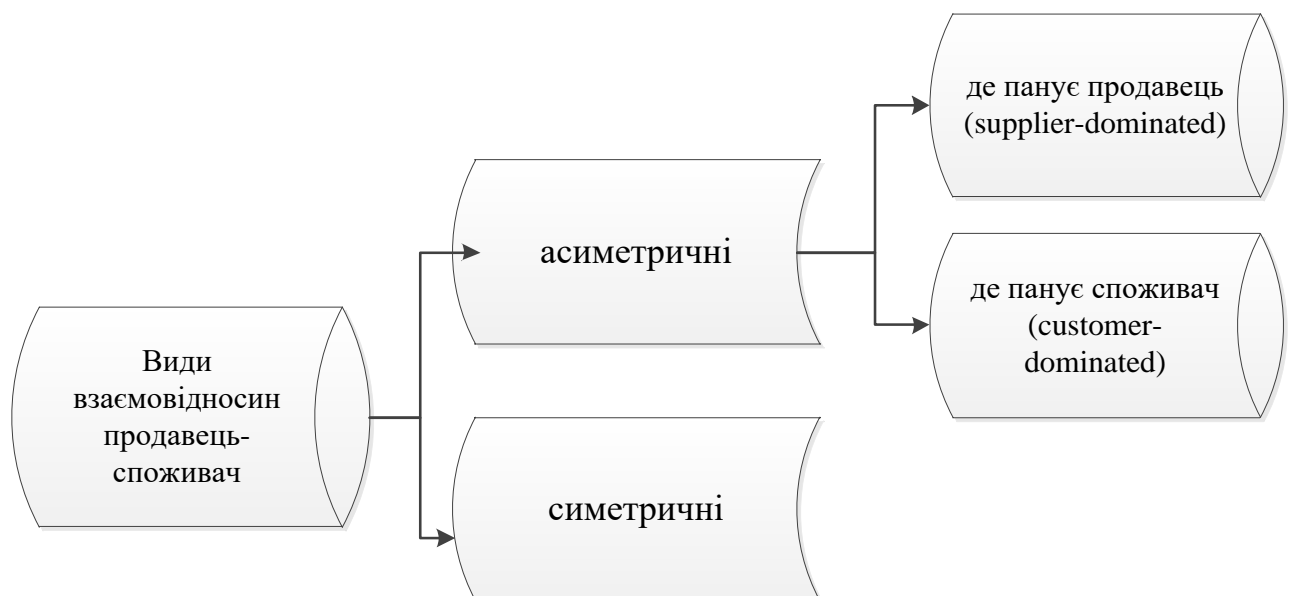 Види
взаємовідносин
продавець-
споживач
асиметричні
симетричні
де панує продавець
(supplier-dominated)
де панує споживач
(customer-
dominated)